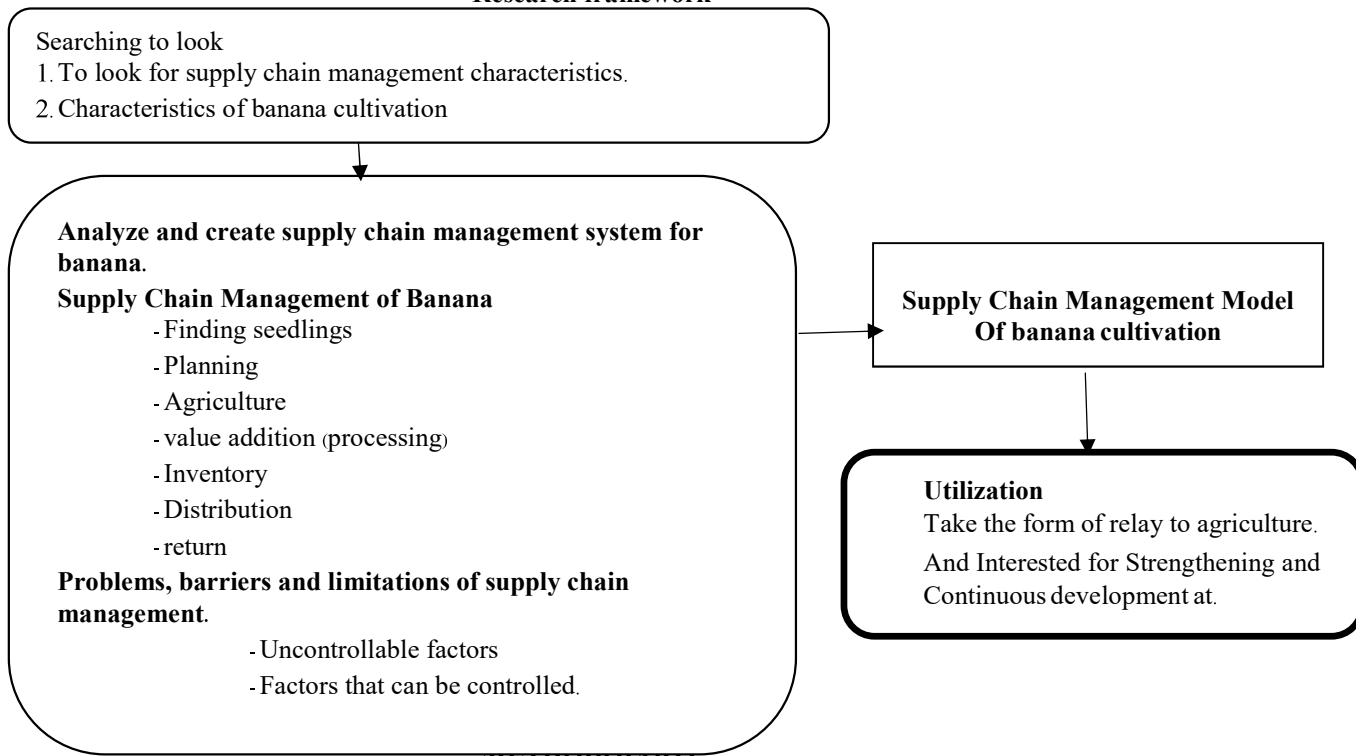 Research framework
Searching to look
1. To look for supply chain management characteristics.
2. Characteristics of banana cultivation
Analyze and create supply chain management system for
banana.
Supply Chain Management of Banana
- Finding seedlings
- Planning
- Agriculture
- value addition (processing)
- Inventory
- Distribution
- return
Problems, barriers and limitations of supply chain
management.
- Uncontrollable factors
- Factors that can be controlled.
Supply Chain Management Model
Of banana cultivation
Utilization
Take the form of relay to agriculture.
And Interested for Strengthening and
Continuous development at.